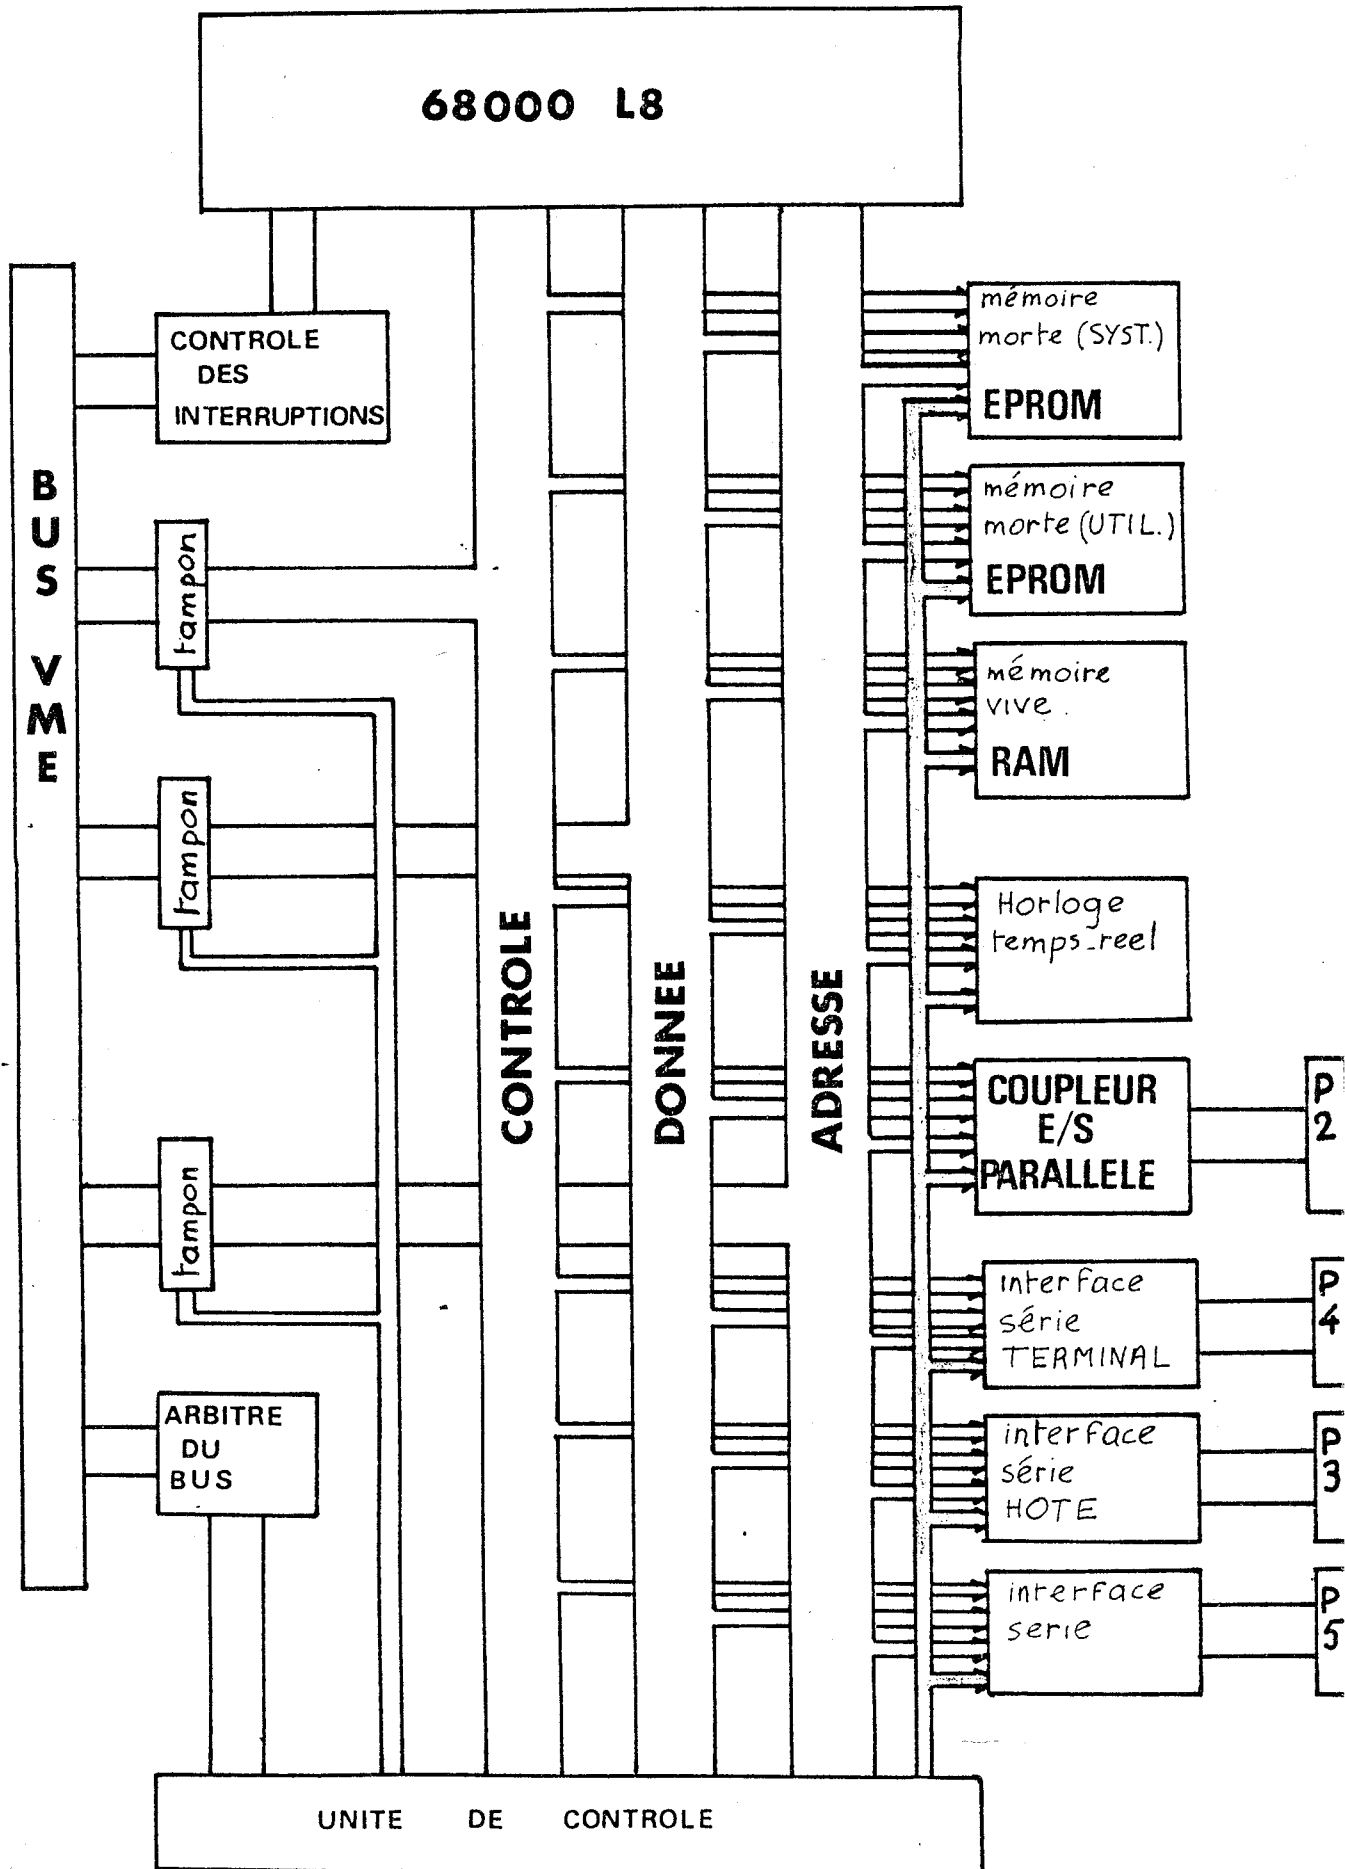 68000 L8
CONTROLE
DES
INTERRUPTIONS
BUS VME
tampon
tampon
tampon
ARBITRE
DU
BUS
CONTROLE
DONNEE
ADRESSE
mémoire
morte (SYST.)
EPROM
mémoire
morte (UTIL.)
EPROM
mémoire
vive
RAM
Horloge
temps-reel
COUPLEUR
E/S
PARALLELE
P
2
interface
série
TERMINAL
P
4
interface
série
HOTE
P
3
interface
serie
P
5
UNITE DE CONTROLE